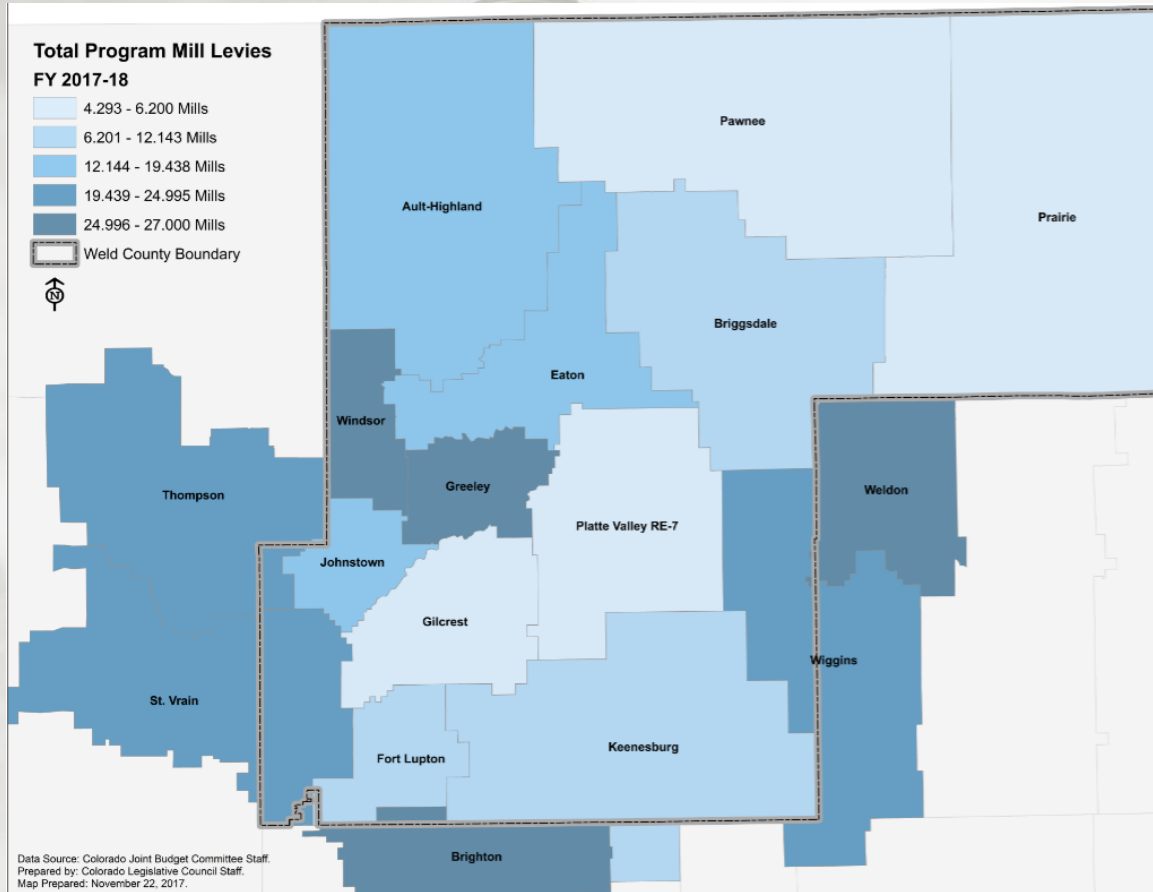 Total Program Mill Levies
FY 2017-18
4.293 - 6.200 Mills
6.201 - 12.143 Mills
12.144 - 19.438 Mills
19.439 - 24.995 Mills
24.996 - 27.000 Mills
Weld County Boundary
N
Pawnee
Ault-Highland
Prairie
Briggsdale
Eaton
Windsor
Greeley
Weldon
Thompson
Platte Valley RE-7
Johnstown
Gilcrest
Wiggins
St. Vrain
Keenesburg
Fort Lupton
Brighton
Data Source: Colorado Joint Budget Committee Staff.
Prepared by: Colorado Legislative Council Staff.
Map Prepared: November 22, 2017.